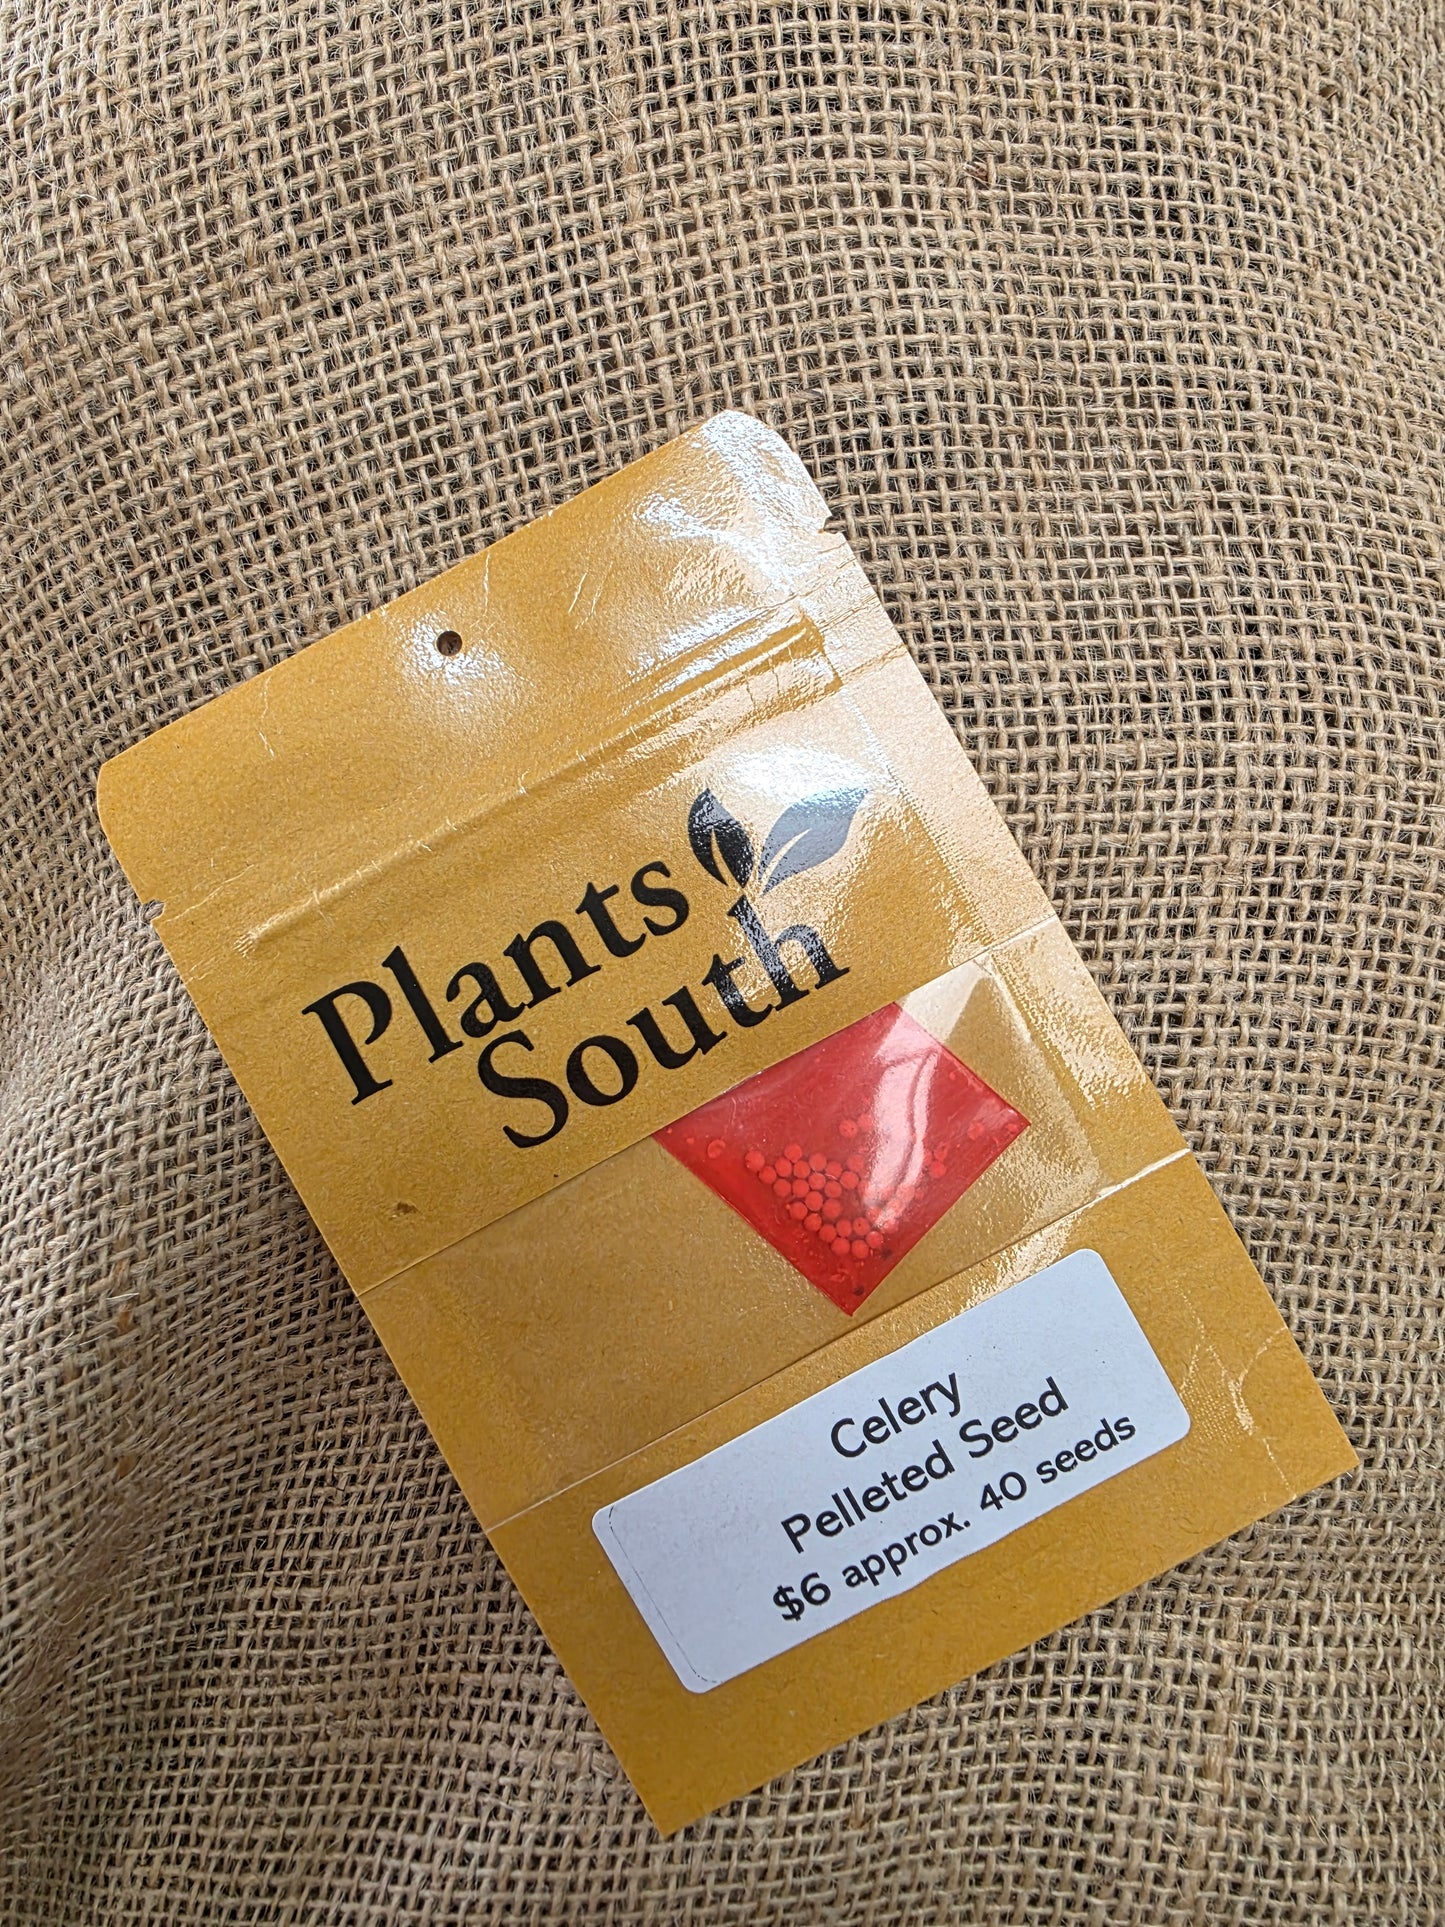 Plants
South
Celery
Pelleted Seed
$6 approx. 40 seeds